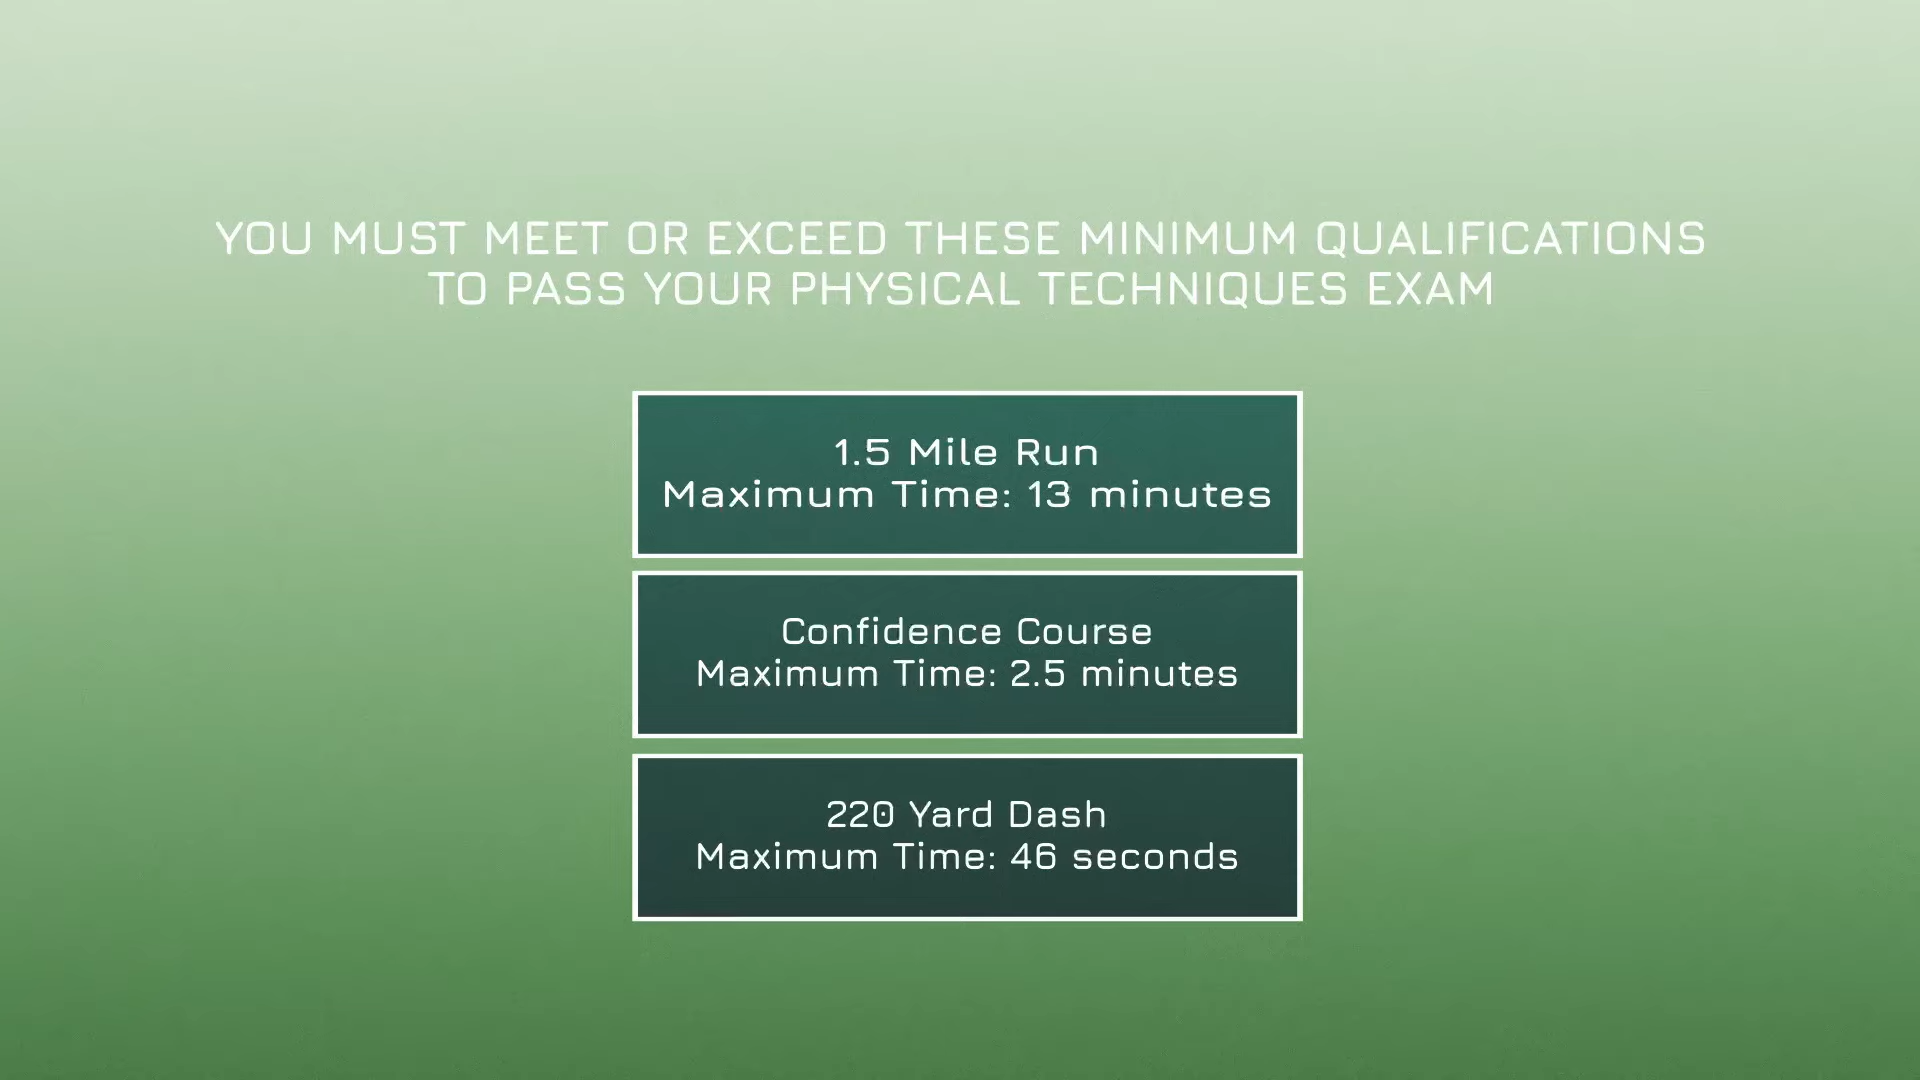 YOU MUST MEET OR EXCEED THESE MINIMUM QUALIFICATIONS
TO PASS YOUR PHYSICAL TECHNIQUES EXAM
1.5 Mile Run
Maximum Time: 13 minutes
Confidence Course
Maximum Time: 2.5 minutes
220 Yard Dash
Maximum Time: 46 seconds